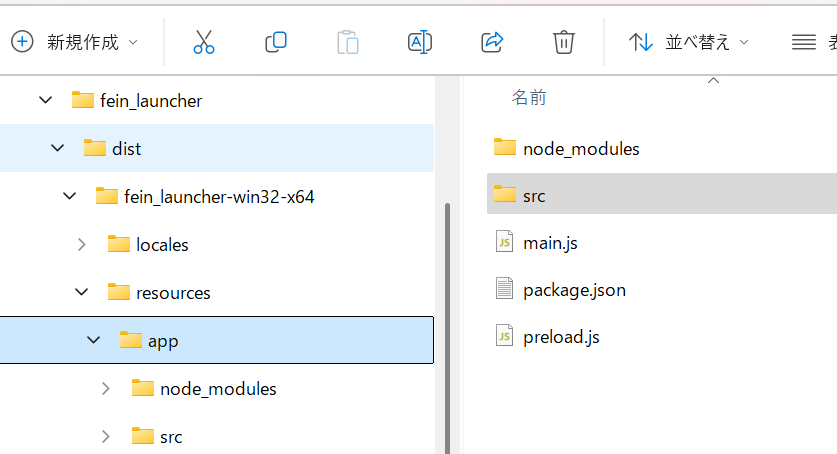 新規作成
並べ替え
fein_launcher
dist
fein_launcher-win32-x64
locales
resources
app
node_modules
src
名前
node_modules
src
main.js
package.json
preload.js